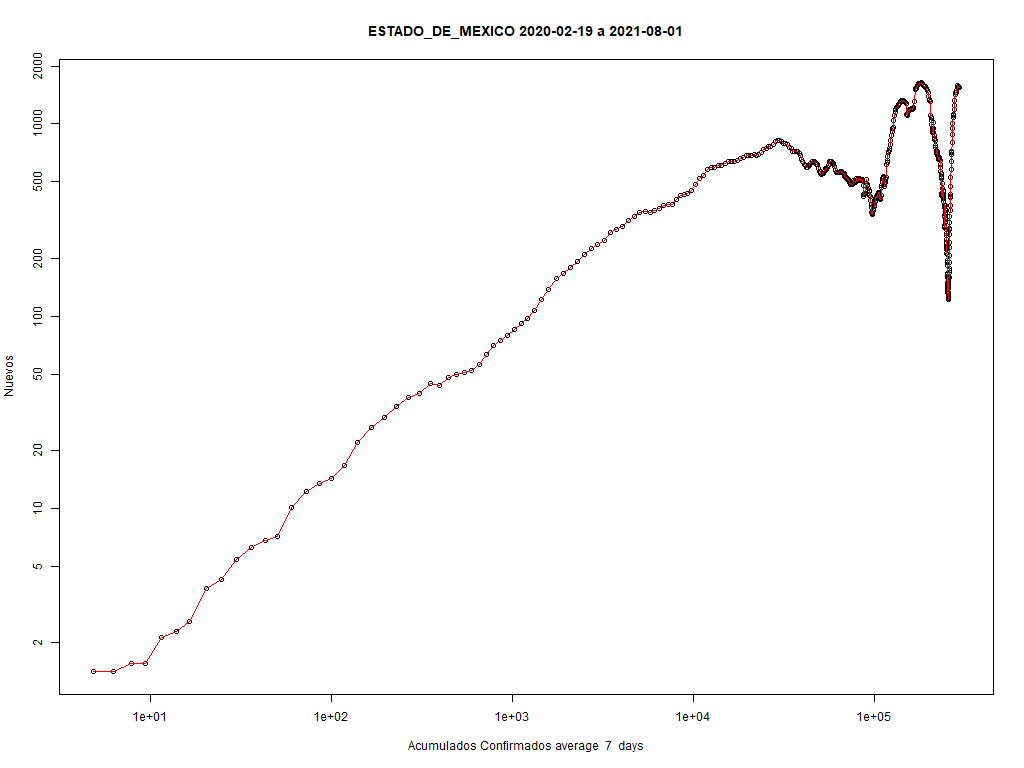 ESTADO_DE_MEXICO 2020-02-19 a 2021-08-01
Nuevos
2000
1000
500
200
100
50
20
10
5
2
1e+01 1e+02 1e+03 1e+04 1e+05
Acumulados Confirmados average 7 days